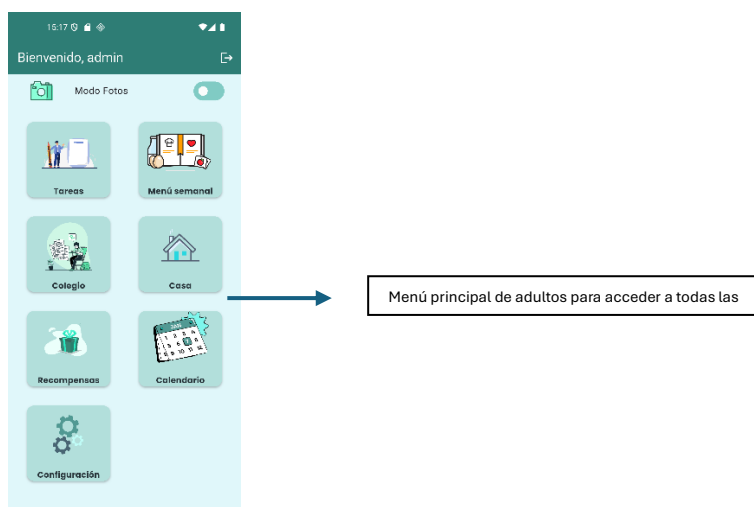 15:17
Bienvenido, admin
Modo Fotos
Tareas
Menú semanal
Colegio
Casa
Menú principal de adultos para acceder a todas las
Recompensas
Calendario
Configuración